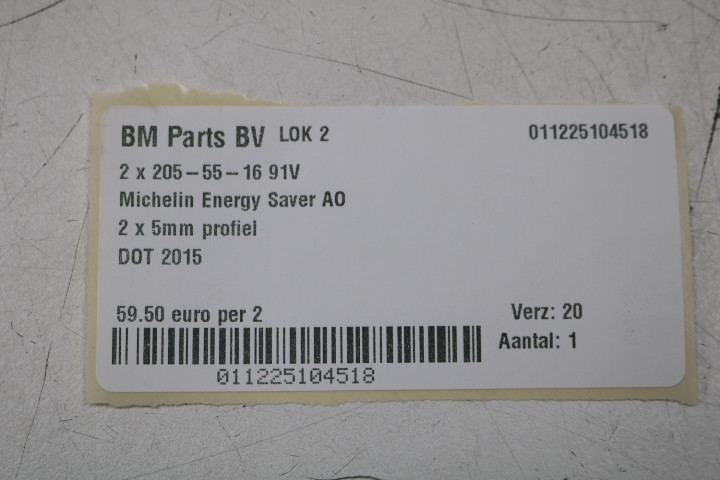 BM Parts BV LOK 2 011225104518
2 x 205-55-16 91V
Michelin Energy Saver AO
2 x 5mm profiel
DOT 2015
59.50 euro per 2 Verz: 20
Aantal: 1
011225104518